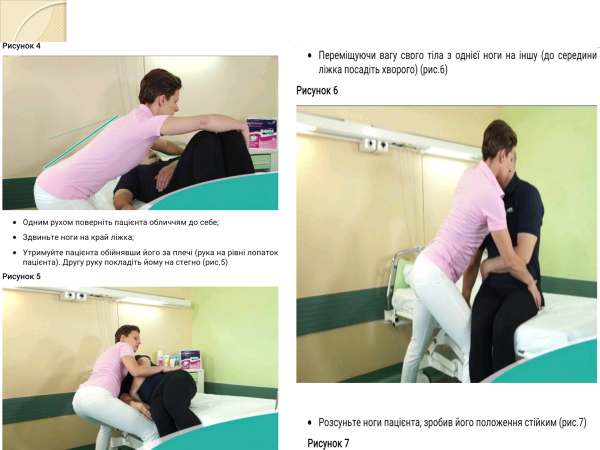 Рисунок 4
• Одним рухом поверніть пацієнта обличчям до себе;
• Здвиньте ноги на край ліжка;
• Утримуйте пацієнта обійнявши його за плечі (рука на рівні лопаток
пацієнта). Другу руку покладіть йому на стегно (рис.5)
Рисунок 5
• Переміщуючи вагу свого тіла з однієї ноги на іншу (до середини
ліжка посадіть хворого) (рис.6)
Рисунок 6
• Розсуньте ноги пацієнта, зробив його положення стійким (рис.7)
Рисунок 7